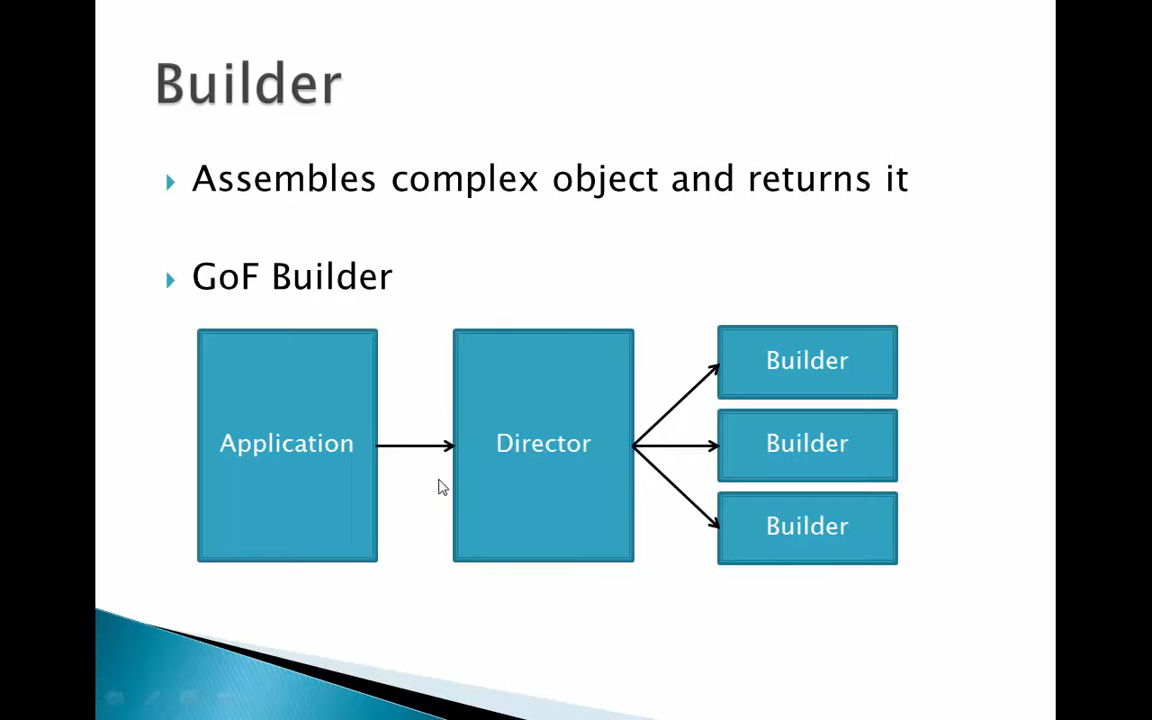 Builder
Assembles complex object and returns it
GoF Builder
Application
Director
Builder
Builder
Builder